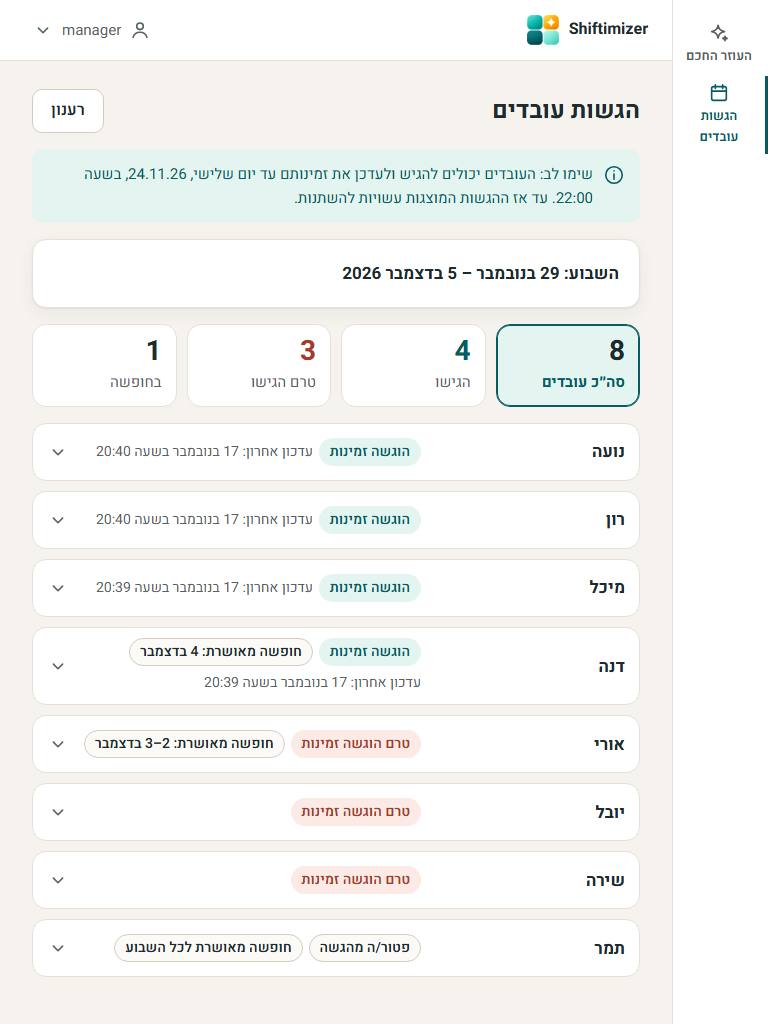 העוזר החכם
הגשות
עובדים
Shiftimizer
manager
הגשות עובדים
רענון
שימו לב: העובדים יכולים להגיש ולעדכן את זמינותם עד יום שלישי, 24.11.26, בשעה
22:00. עד אז ההגשות המוצגות עשויות להשתנות.
השבוע: 29 בנובמבר – 5 בדצמבר 2026
8
סה״כ עובדים
4
הגישו
3
טרם הגישו
1
בחופשה
נועה
הוגשה זמינות
עדכון אחרון: 17 בנובמבר בשעה 20:40
רון
הוגשה זמינות
עדכון אחרון: 17 בנובמבר בשעה 20:40
מיכל
הוגשה זמינות
עדכון אחרון: 17 בנובמבר בשעה 20:39
דנה
הוגשה זמינות
חופשה מאושרת: 4 בדצמבר
עדכון אחרון: 17 בנובמבר בשעה 20:39
אורי
טרם הוגשה זמינות
חופשה מאושרת: 2–3 בדצמבר
יובל
טרם הוגשה זמינות
שירה
טרם הוגשה זמינות
תמר
פטור/ה מהגשה
חופשה מאושרת לכל השבוע